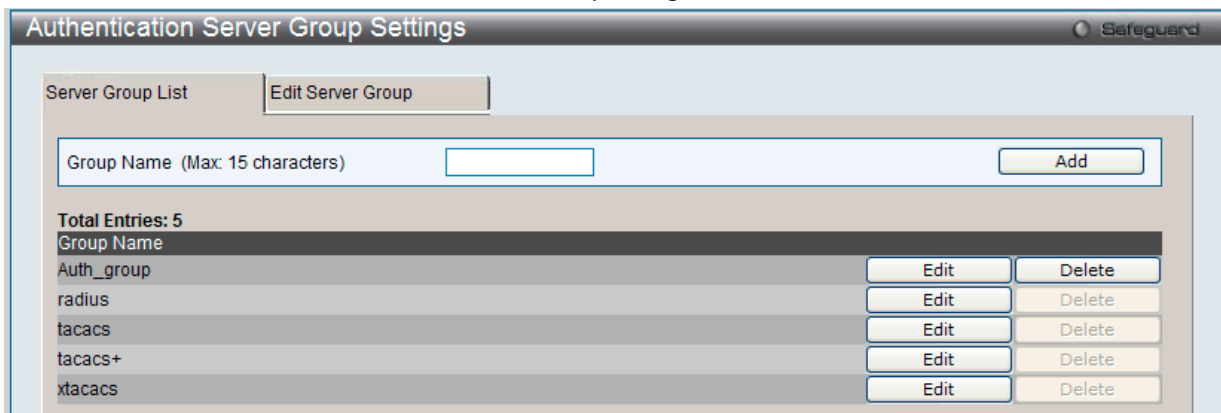 Authentication Server Group Settings Safeguard
Server Group List Edit Server Group
Group Name (Max: 15 characters) Add
Total Entries: 5
Group Name
Auth_group Edit Delete
radius Edit Delete
tacacs Edit Delete
tacacs+ Edit Delete
xtacacs Edit Delete